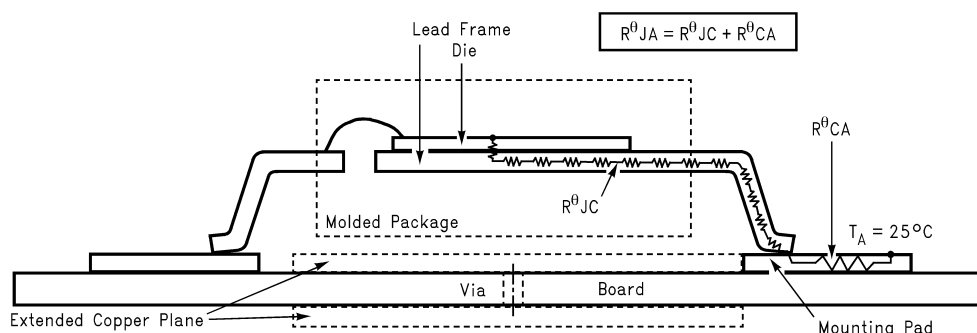 RθJA = RθJC + RθCA
Lead Frame
Die
RθCA
RθJC
Molded Package
TA = 25°C
Via
Board
Extended Copper Plane
Mounting Pad